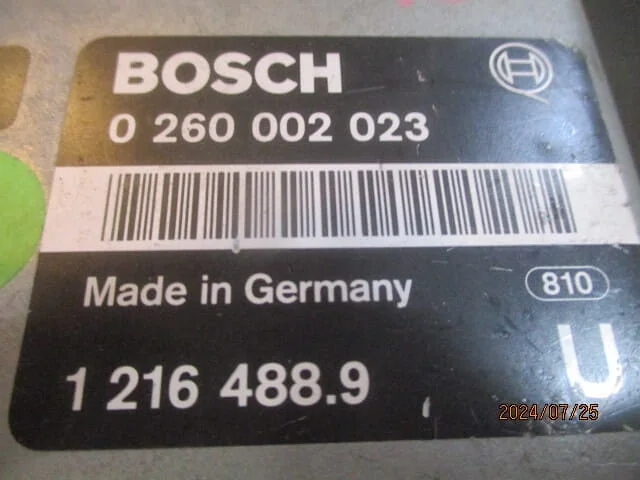 BOSCH
0 260 002 023
Made in Germany
810
1 216 488.9
U
2024/07/25